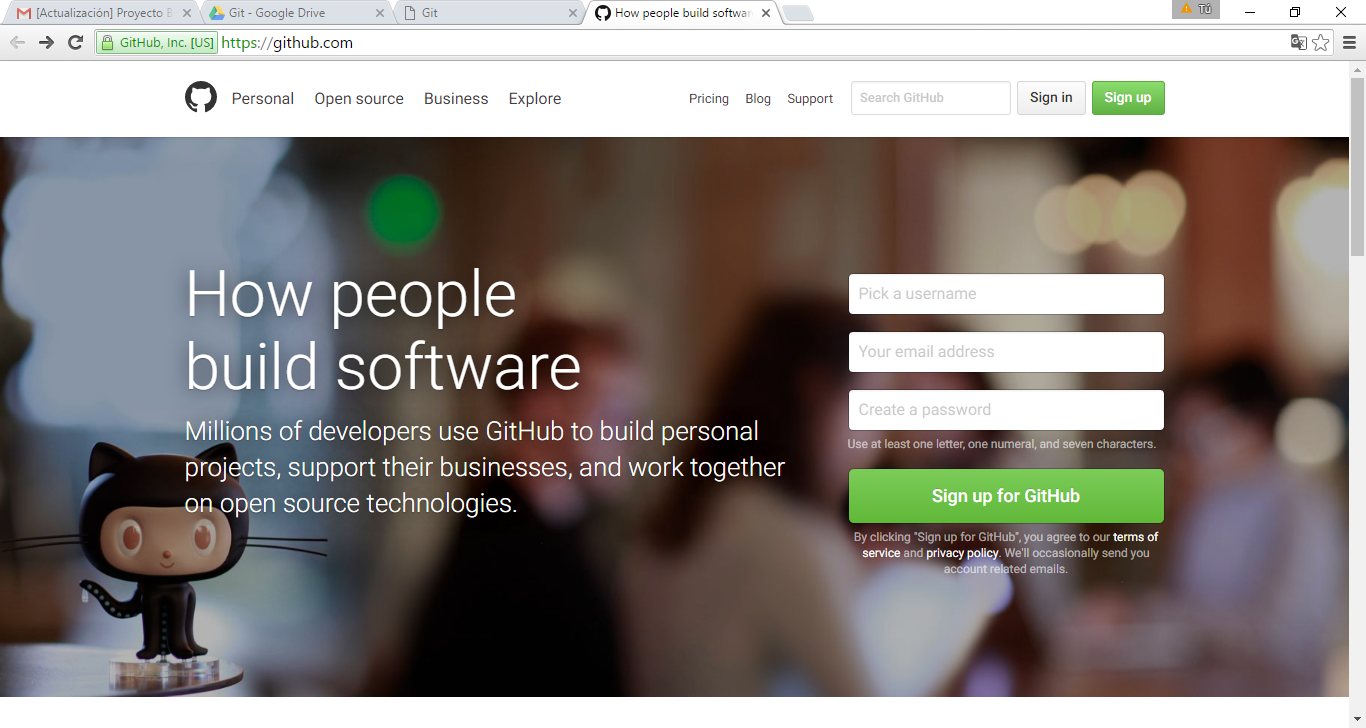 [Actualización] Proyecto B
Git - Google Drive
Git
How people build softwar
Tú
GitHub, Inc. [US] https://github.com
Personal Open source Business Explore Pricing Blog Support Search GitHub Sign in Sign up
How people
build software
Millions of developers use GitHub to build personal
projects, support their businesses, and work together
on open source technologies.
Pick a username
Your email address
Create a password
Use at least one letter, one numeral, and seven characters.
Sign up for GitHub
By clicking "Sign up for GitHub", you agree to our terms of
service and privacy policy. We'll occasionally send you
account related emails.